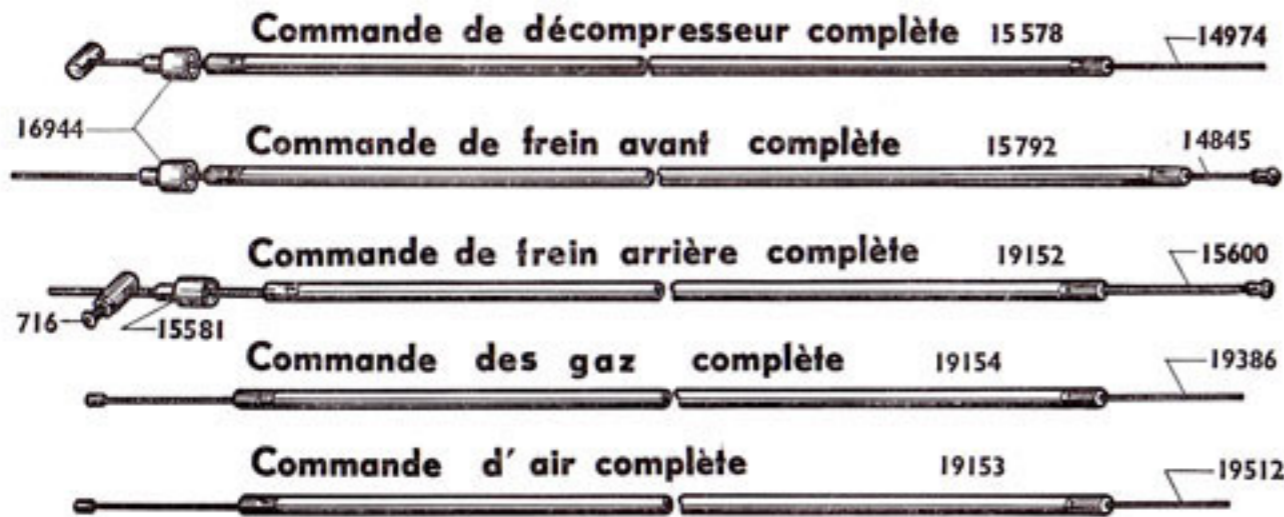 Commande de décompresseur complète 15578 14974
16944
Commande de frein avant complète 15792 14845
Commande de frein arrière complète 19152 15600
716 15581
Commande des gaz complète 19154 19386
Commande d'air complète 19153 19512